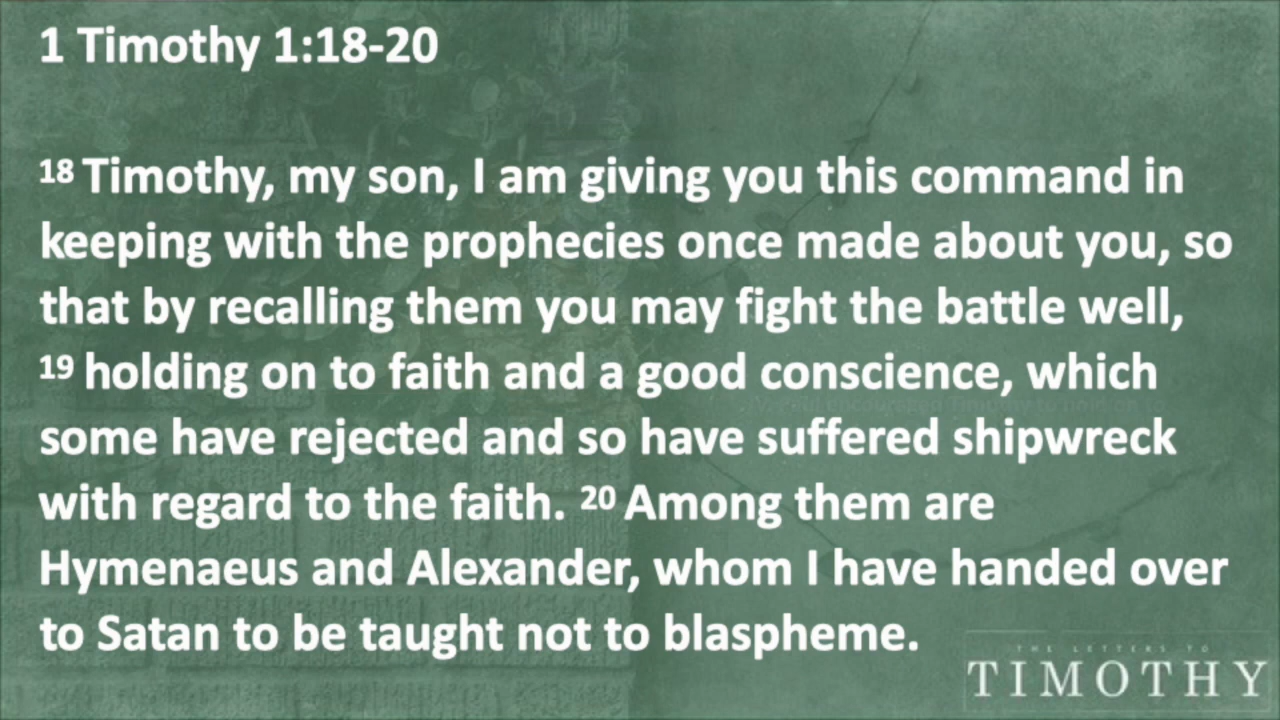 1 Timothy 1:18-20
18 Timothy, my son, I am giving you this command in
keeping with the prophecies once made about you, so
that by recalling them you may fight the battle well,
19 holding on to faith and a good conscience, which
some have rejected and so have suffered shipwreck
with regard to the faith. 20 Among them are
Hymenaeus and Alexander, whom I have handed over
to Satan to be taught not to blaspheme.
THE LETTERS TO
TIMOTHY